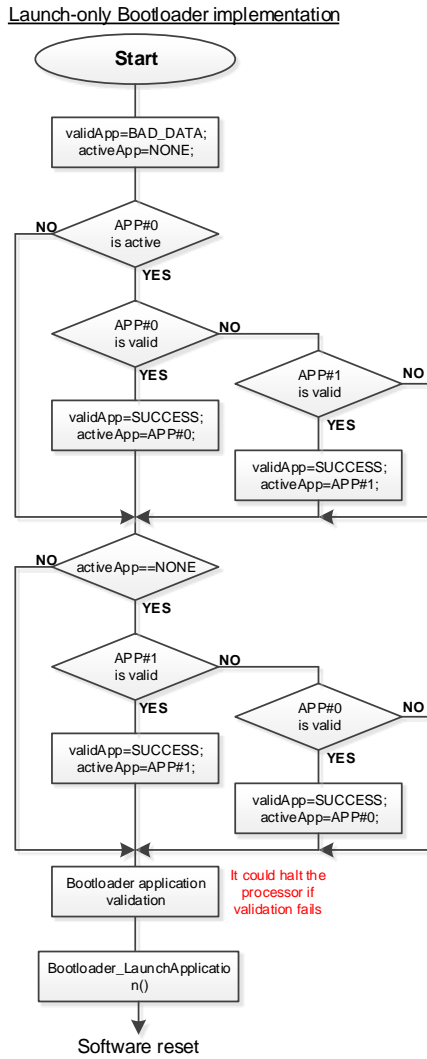 Launch-only Bootloader implementation
Start
validApp=BAD_DATA;
activeApp=NONE;
NO
APP#0
is active
YES
APP#0
is valid
NO
APP#1
is valid
NO
YES
validApp=SUCCESS;
activeApp=APP#0;
YES
validApp=SUCCESS;
activeApp=APP#1;
NO
activeApp==NONE
YES
APP#1
is valid
NO
APP#0
is valid
NO
YES
validApp=SUCCESS;
activeApp=APP#1;
YES
validApp=SUCCESS;
activeApp=APP#0;
Bootloader application
validation
It could halt the
processor if
validation fails
Bootloader_LaunchApplicatio
n()
Software reset